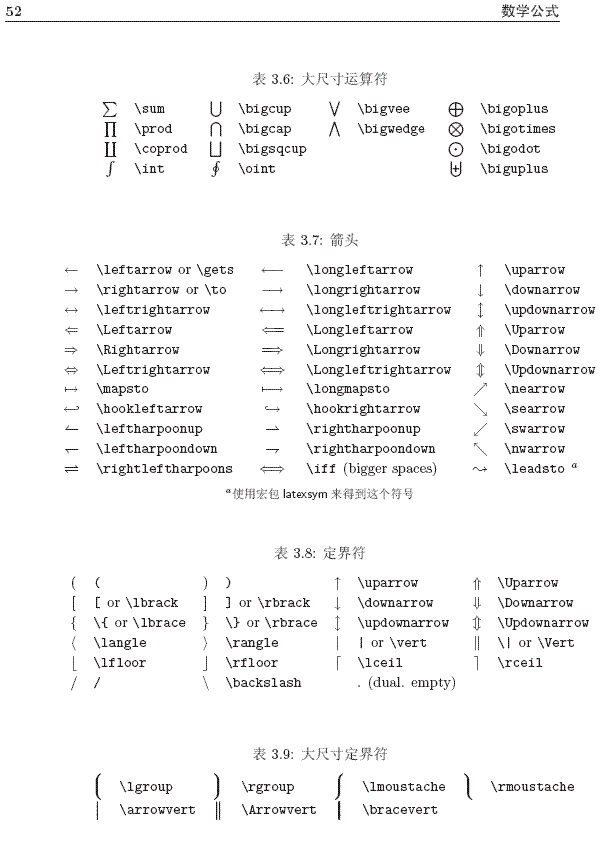 52 数学公式
表 3.6: 大尺寸运算符
∑ \sum ⋃ \bigcup ⋁ \bigvee ⨁ \bigoplus
∏ \prod ⋂ \bigcap ⋀ \bigwedge ⨂ \bigotimes
∐ \coprod ⨆ \bigsqcup ⨀ \bigodot
∫ \int ∮ \oint ⨄ \biguplus
表 3.7: 箭头
← \leftarrow or \gets ⟵ \longleftarrow ↑ \uparrow
→ \rightarrow or \to ⟶ \longrightarrow ↓ \downarrow
↔ \leftrightarrow ⟷ \longleftrightarrow ↕ \updownarrow
⇐ \Leftarrow ⟸ \Longleftarrow ⇑ \Uparrow
⇒ \Rightarrow ⟹ \Longrightarrow ⇓ \Downarrow
⇔ \Leftrightarrow ⟺ \Longleftrightarrow ⇕ \Updownarrow
↦ \mapsto ⟼ \longmapsto ↗ \nearrow
↩ \hookleftarrow ↪ \hookrightarrow ↘ \searrow
↼ \leftharpoonup ⇀ \rightharpoonup ↙ \swarrow
↽ \leftharpoondown ⇁ \rightharpoondown ↖ \nwarrow
⇌ \rightleftharpoons ⟺ \iff (bigger spaces) ⇝ \leadsto a
a使用宏包 latexsym 来得到这个符号
表 3.8: 定界符
( ( ) ) ↑ \uparrow ⇑ \Uparrow
[ [ or \lbrack ] ] or \rbrack ↓ \downarrow ⇓ \Downarrow
{ \{ or \lbrace } \} or \rbrace ↕ \updownarrow ⇕ \Updownarrow
⟨ \langle ⟩ \rangle | | or \vert ‖ \| or \Vert
⌊ \lfloor ⌋ \rfloor ⌈ \lceil ⌉ \rceil
/ / \ \backslash . (dual. empty)
表 3.9: 大尺寸定界符
⟮ \lgroup ⟯ \rgroup ⎰ \lmoustache ⎱ \rmoustache
⏐ \arrowvert ‖ \Arrowvert ⎪ \bracevert